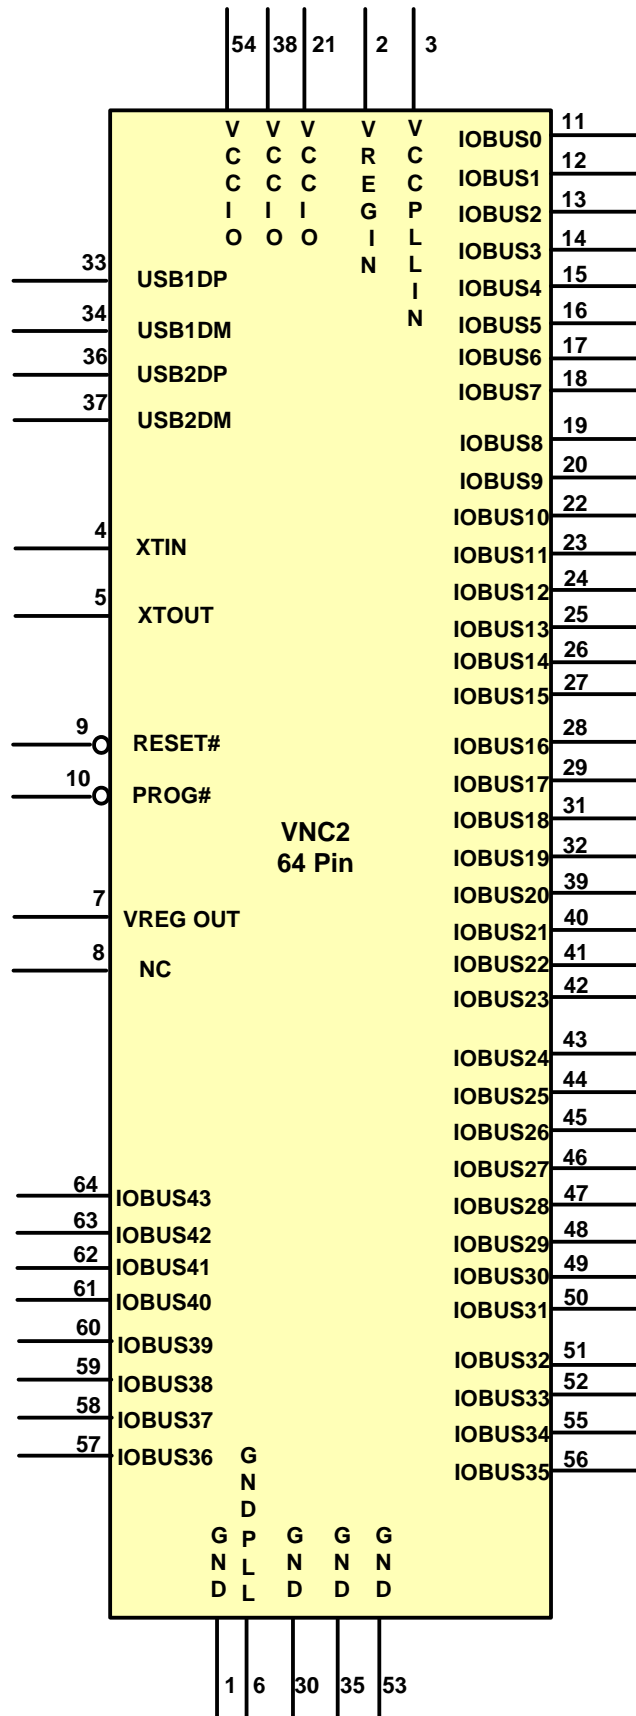 54 38 21 2 3
VCCIO VCCIO VCCIO VREGIN VCCPLLIN
33 USB1DP
34 USB1DM
36 USB2DP
37 USB2DM
4 XTIN
5 XTOUT
9 RESET#
10 PROG#
7 VREG OUT
8 NC
64 IOBUS43
63 IOBUS42
62 IOBUS41
61 IOBUS40
60 IOBUS39
59 IOBUS38
58 IOBUS37
57 IOBUS36
VNC2
64 Pin
IOBUS0 11
IOBUS1 12
IOBUS2 13
IOBUS3 14
IOBUS4 15
IOBUS5 16
IOBUS6 17
IOBUS7 18
IOBUS8 19
IOBUS9 20
IOBUS10 22
IOBUS11 23
IOBUS12 24
IOBUS13 25
IOBUS14 26
IOBUS15 27
IOBUS16 28
IOBUS17 29
IOBUS18 31
IOBUS19 32
IOBUS20 39
IOBUS21 40
IOBUS22 41
IOBUS23 42
IOBUS24 43
IOBUS25 44
IOBUS26 45
IOBUS27 46
IOBUS28 47
IOBUS29 48
IOBUS30 49
IOBUS31 50
IOBUS32 51
IOBUS33 52
IOBUS34 55
IOBUS35 56
GND GNDPLL GND GND GND
1 6 30 35 53